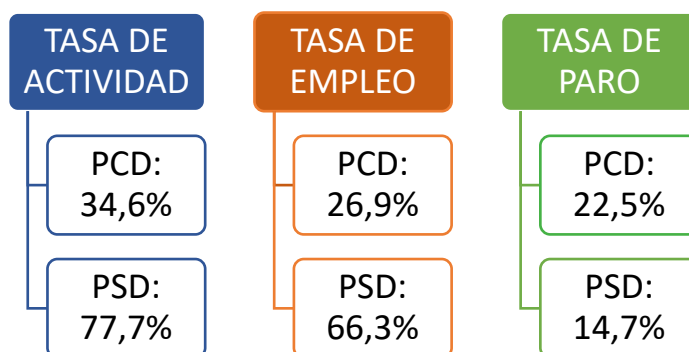 TASA DE
ACTIVIDAD
PCD:
34,6%
PSD:
77,7%
TASA DE
EMPLEO
PCD:
26,9%
PSD:
66,3%
TASA DE
PARO
PCD:
22,5%
PSD:
14,7%